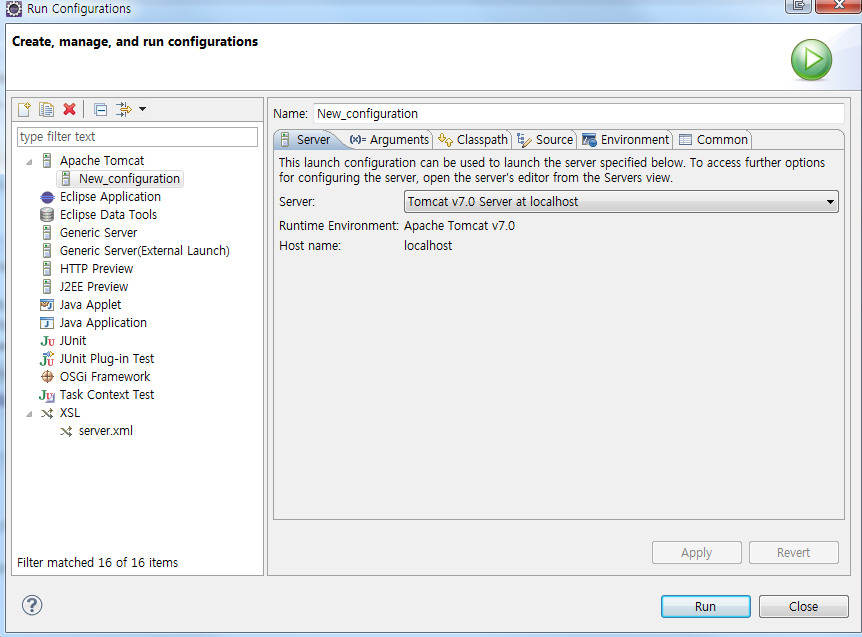 Run Configurations
Create, manage, and run configurations
type filter text
Apache Tomcat
New_configuration
Eclipse Application
Eclipse Data Tools
Generic Server
Generic Server(External Launch)
HTTP Preview
J2EE Preview
Java Applet
Java Application
JUnit
JUnit Plug-in Test
OSGi Framework
Task Context Test
XSL
server.xml
Filter matched 16 of 16 items
Name: New_configuration
Server (x)= Arguments Classpath Source Environment Common
This launch configuration can be used to launch the server specified below. To access further options
for configuring the server, open the server's editor from the Servers view.
Server: Tomcat v7.0 Server at localhost
Runtime Environment: Apache Tomcat v7.0
Host name: localhost
Apply Revert
Run Close